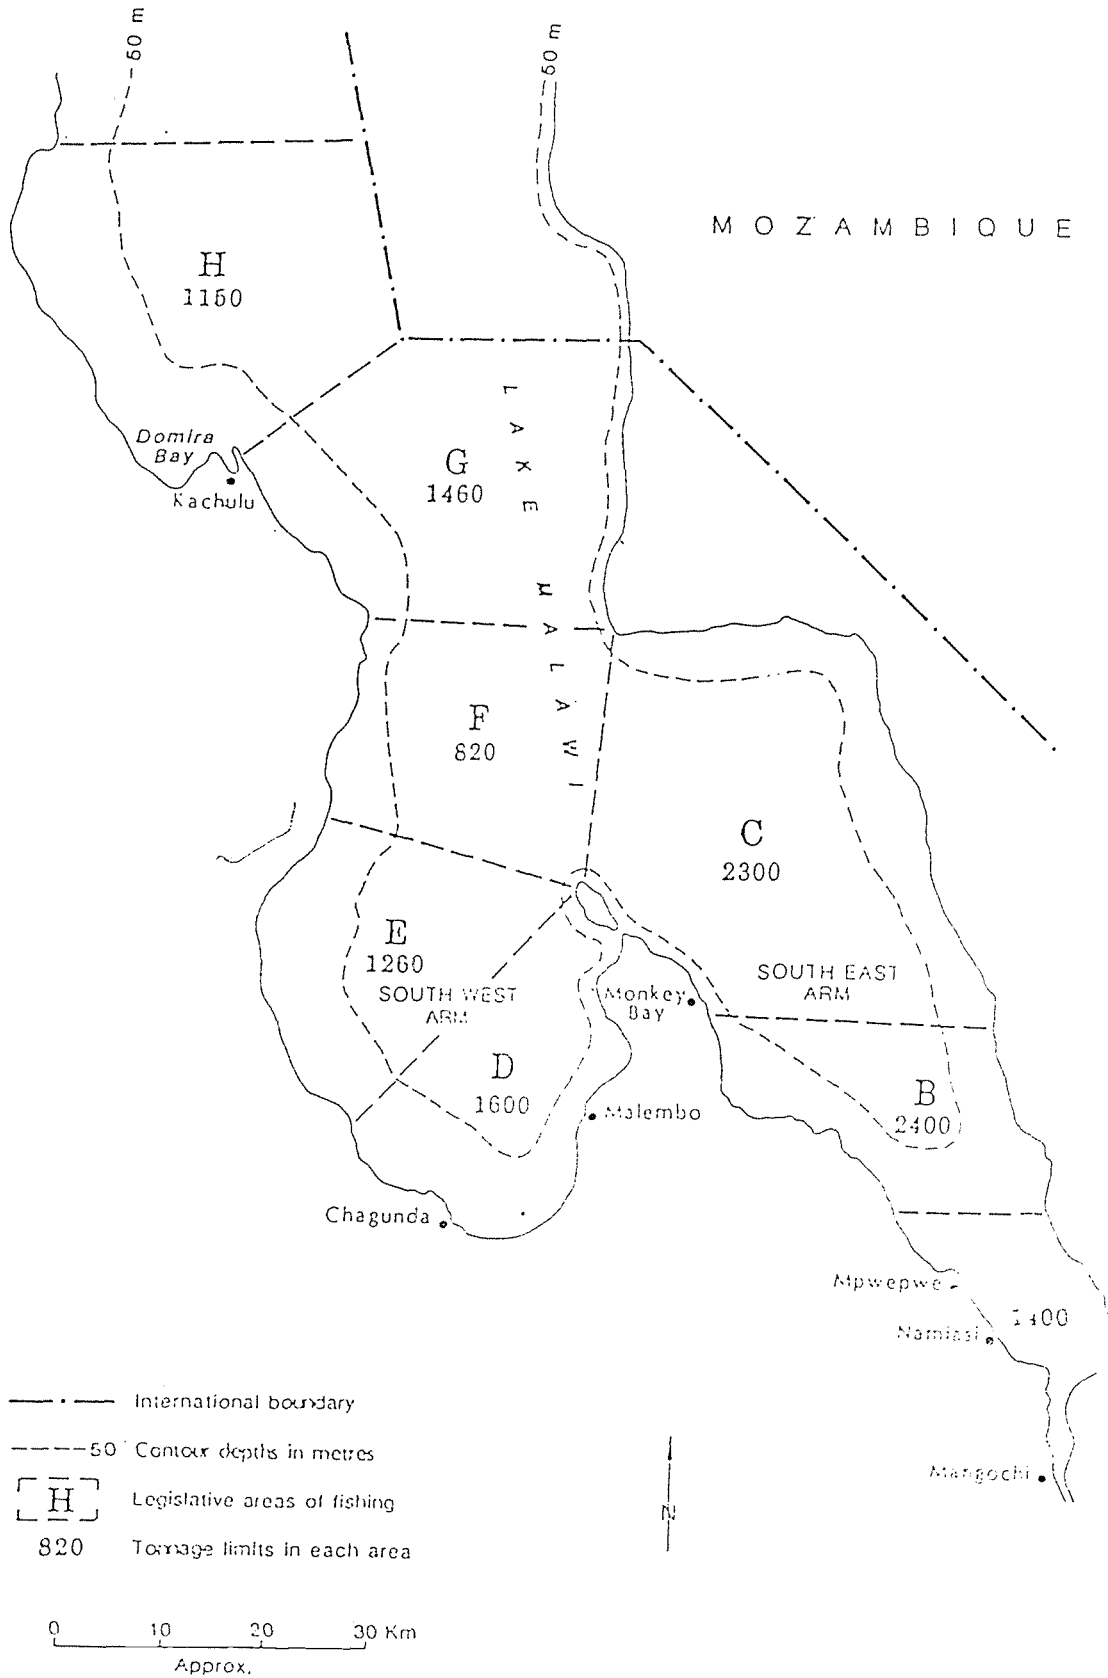 50 m
50 m
MOZAMBIQUE
H
1150
LAKE MALAWI
Domira
Bay
Kachulu
G
1460
F
820
C
2300
E
1260
SOUTH WEST
ARM
SOUTH EAST
ARM
Monkey
Bay
D
1600
B
2400
Malembo
Chagunda
Mpwepwe
1400
Namiasi
Mangochi
International boundary
50 Contour depths in metres
H Legislative areas of fishing
820 Tonnage limits in each area
N
0 10 20 30 Km
Approx.